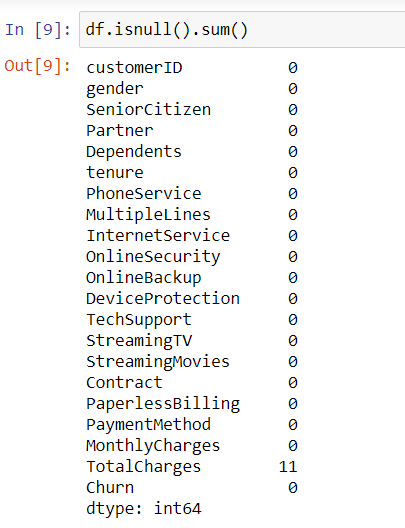 In [9]: df.isnull().sum()
Out[9]: customerID 0
gender 0
SeniorCitizen 0
Partner 0
Dependents 0
tenure 0
PhoneService 0
MultipleLines 0
InternetService 0
OnlineSecurity 0
OnlineBackup 0
DeviceProtection 0
TechSupport 0
StreamingTV 0
StreamingMovies 0
Contract 0
PaperlessBilling 0
PaymentMethod 0
MonthlyCharges 0
TotalCharges 11
Churn 0
dtype: int64